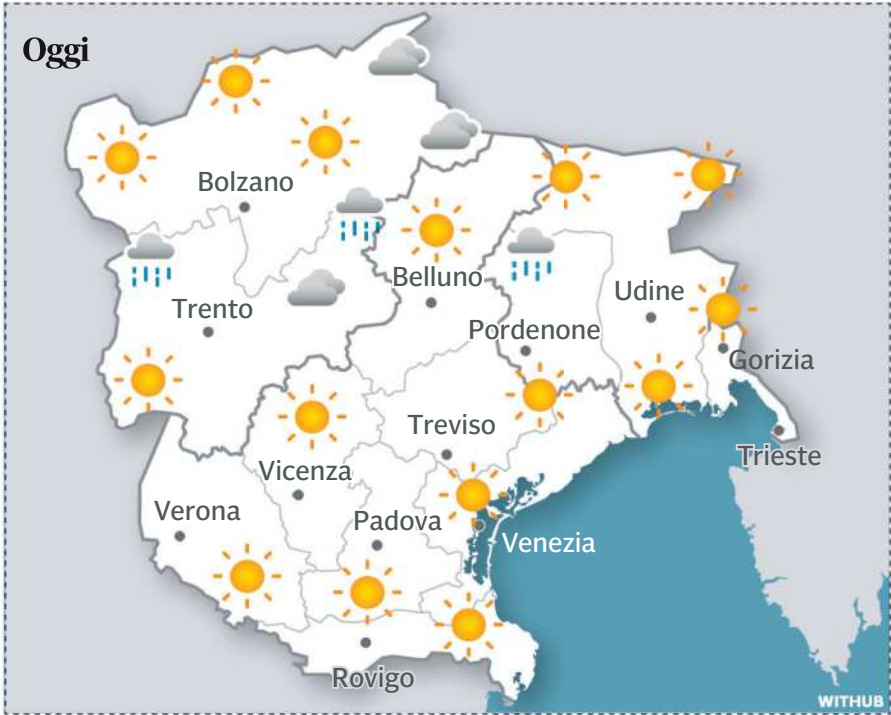 Oggi
Bolzano
Belluno
Udine
Trento
Pordenone
Gorizia
Treviso
Trieste
Vicenza
Verona
Padova
Venezia
Rovigo
WITHUB